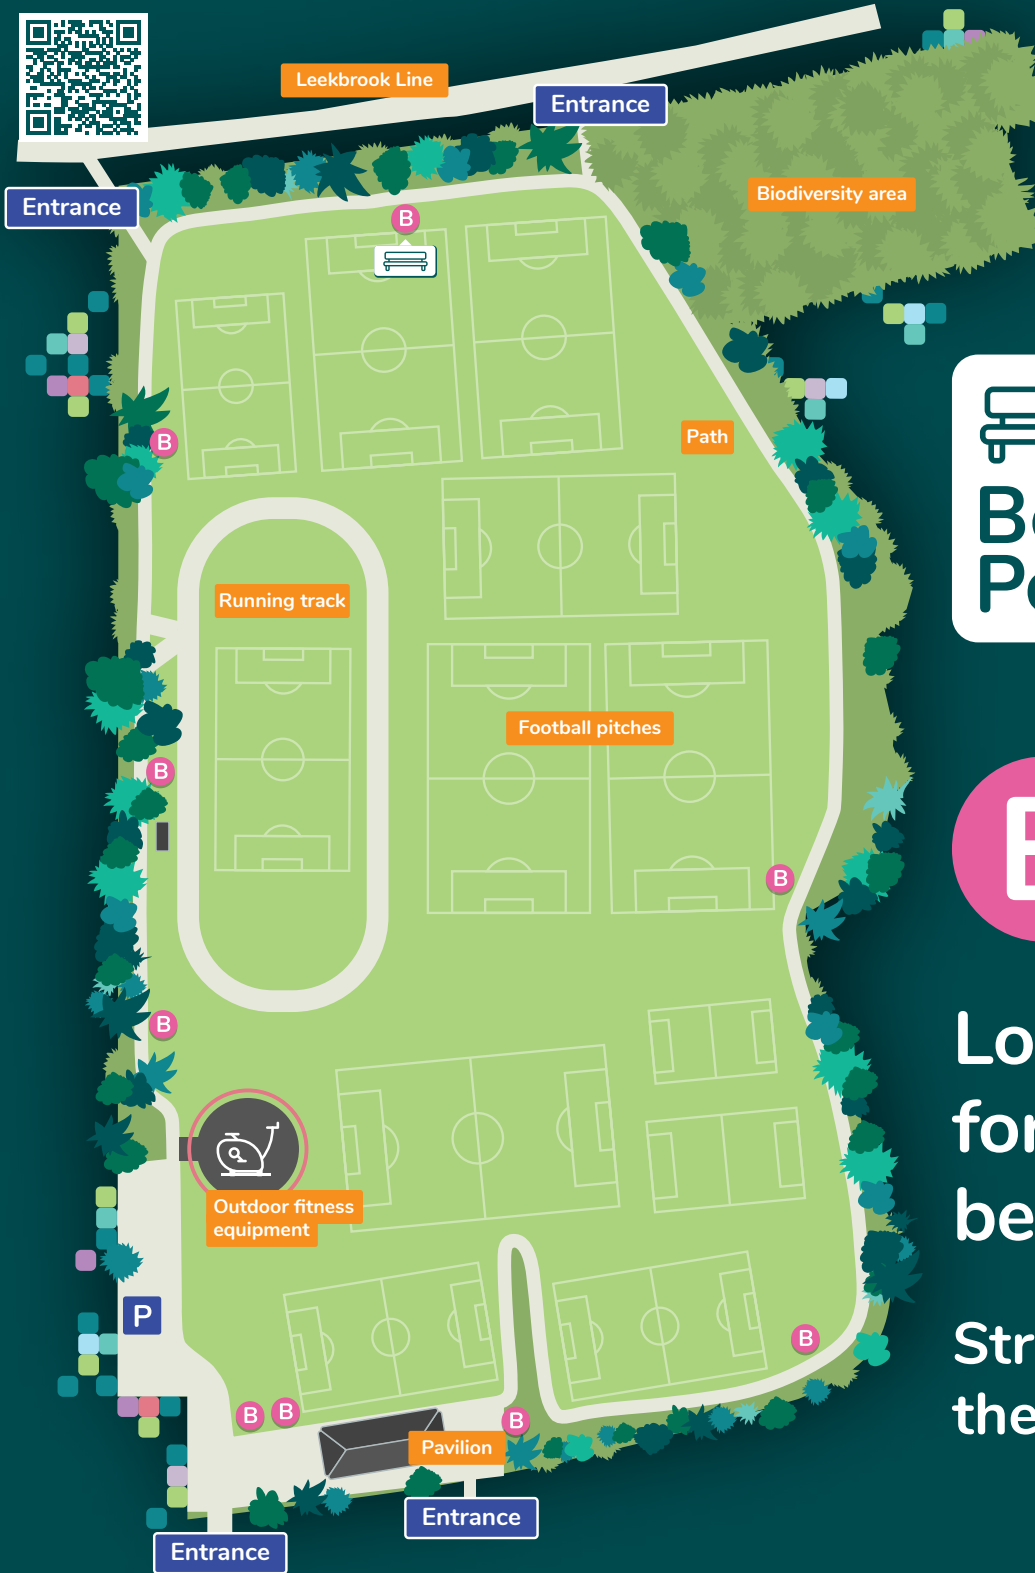 Leekbrook Line
Entrance
Biodiversity area
Entrance
B
Path
B
Running track
Football pitches
B
B
B
Outdoor fitness
equipment
P
B
B
B
B
Pavilion
Entrance
Entrance
B
Lo
for
be
Str
the